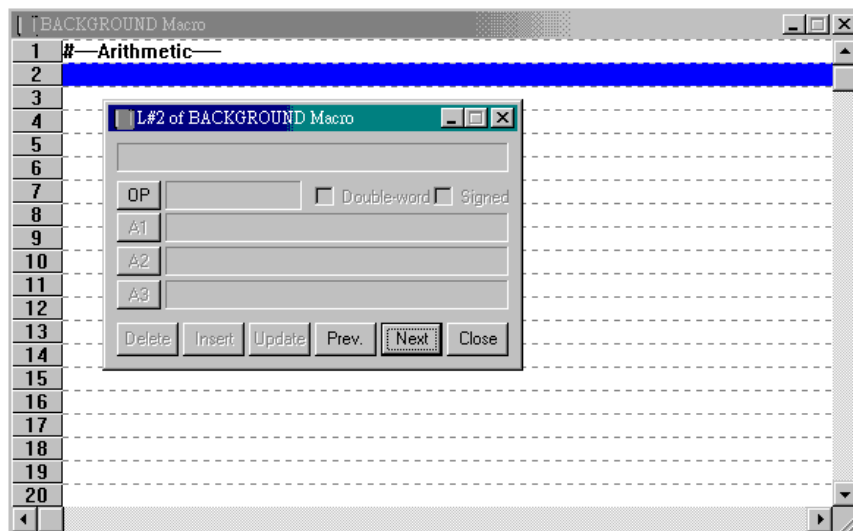 BACKGROUND Macro
1 #—Arithmetic—
2
3
L#2 of BACKGROUND Macro
4
5
6
7 OP Double-word Signed
8 A1
9
10 A2
11 A3
12
13 Delete Insert Update Prev. Next Close
14
15
16
17
18
19
20